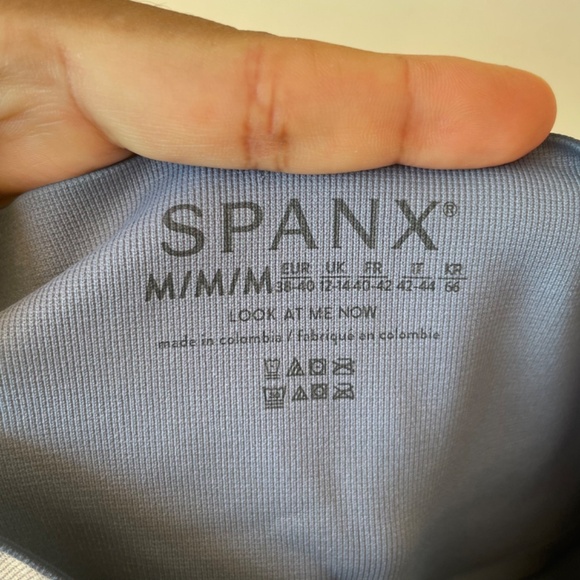 SPANX®
M/M/M EUR UK FR IT KR
38-40 12-14 40-42 42-44 66
LOOK AT ME NOW
made in colombia / fabriqué en colombie